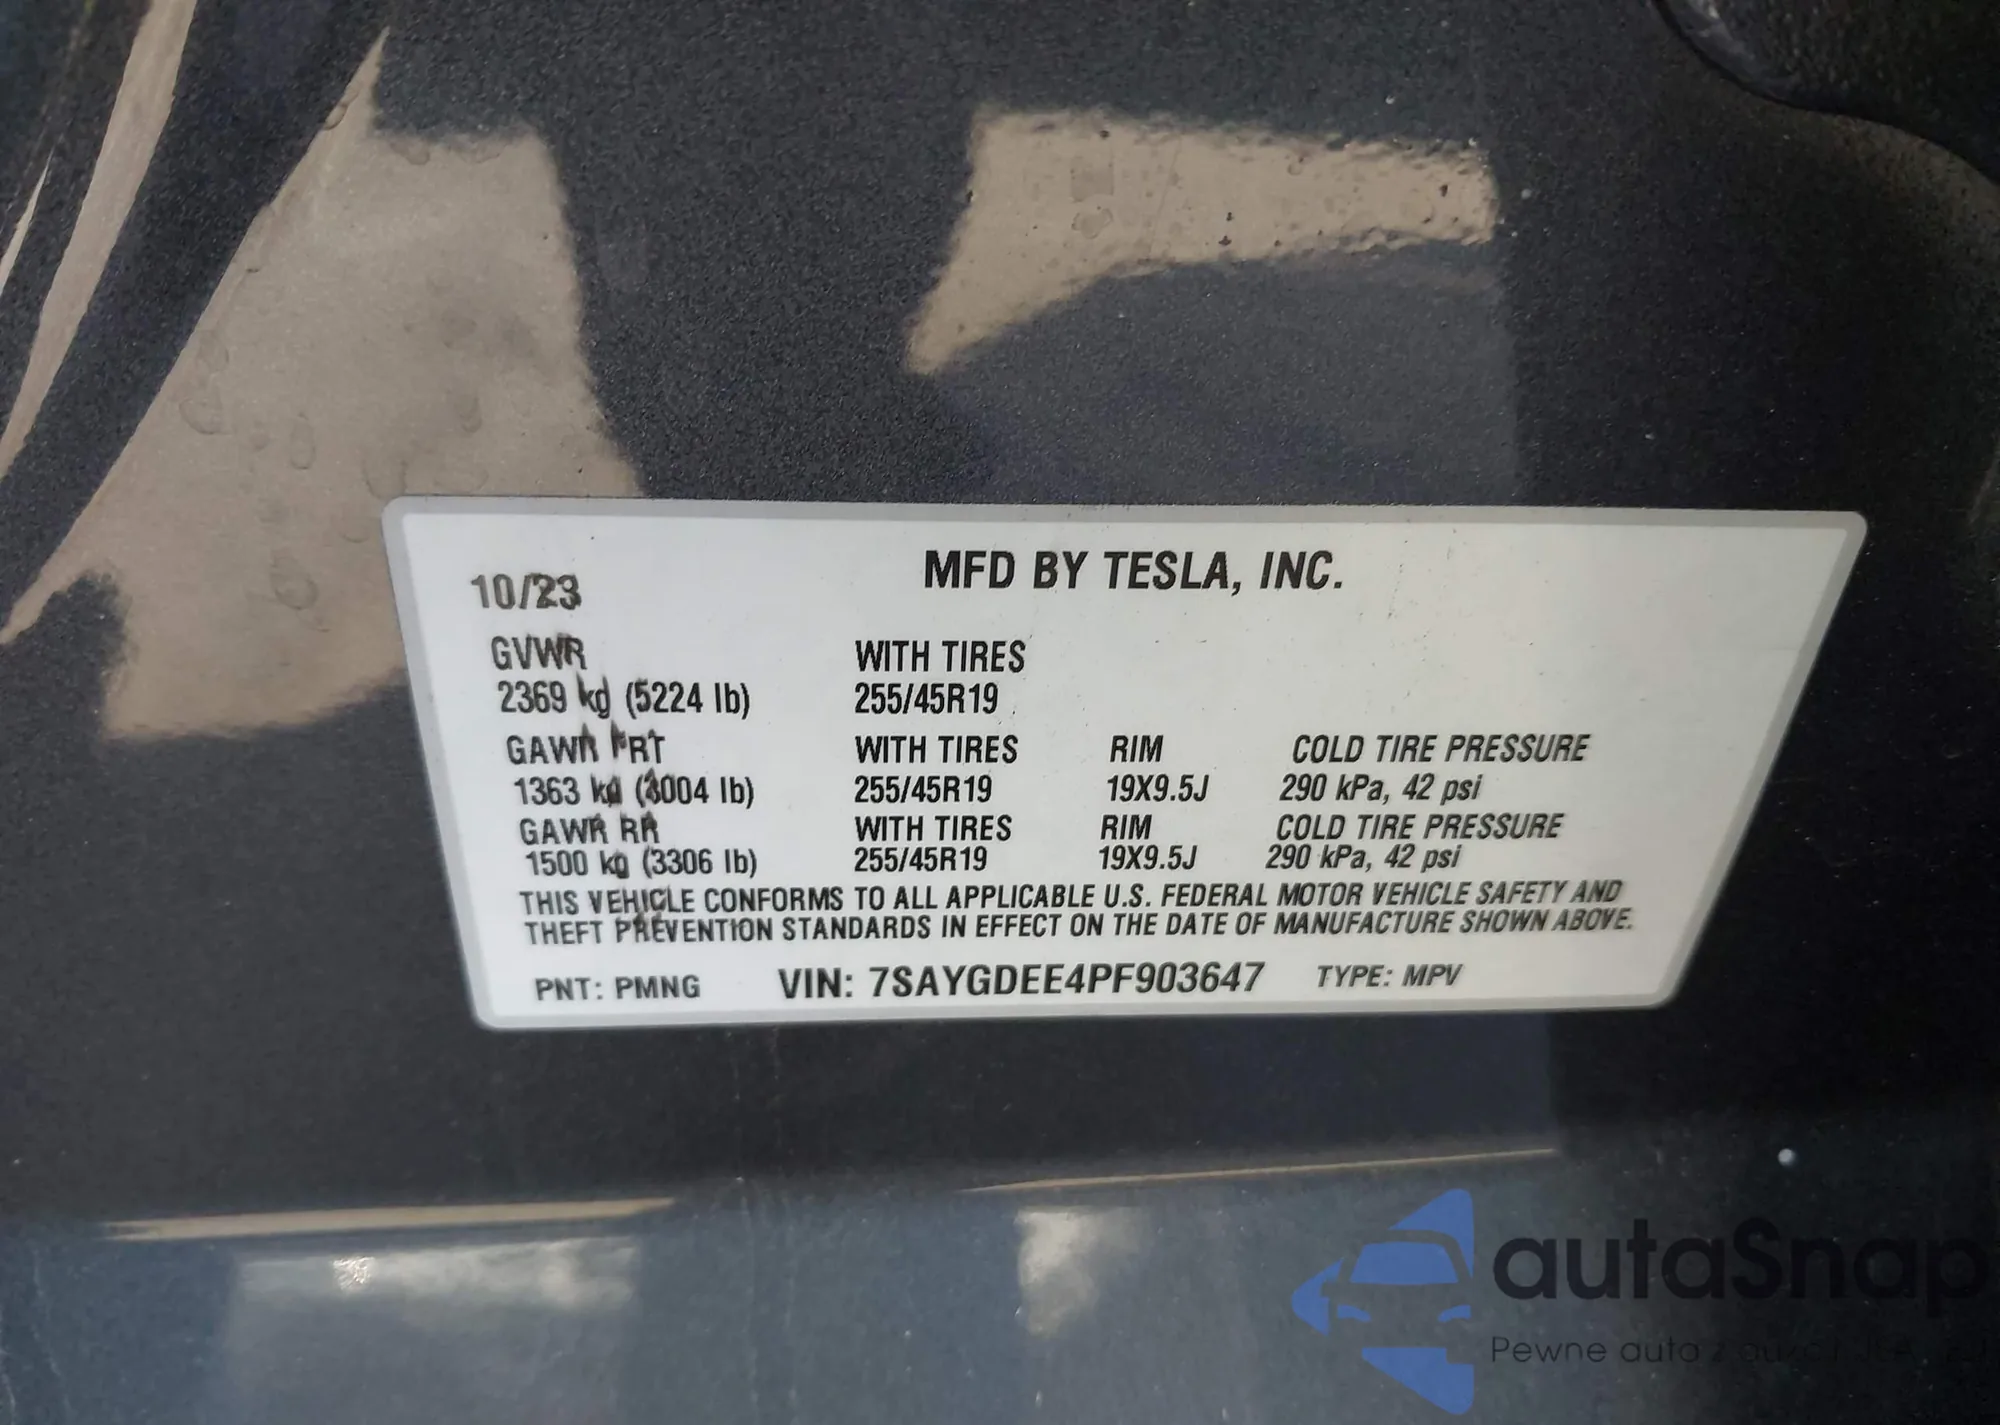 MFD BY TESLA, INC.
10/23
GVWR WITH TIRES
2369 kg (5224 lb) 255/45R19
GAWR FRT WITH TIRES RIM COLD TIRE PRESSURE
1363 kg (3004 lb) 255/45R19 19X9.5J 290 kPa, 42 psi
GAWR RR WITH TIRES RIM COLD TIRE PRESSURE
1500 kg (3306 lb) 255/45R19 19X9.5J 290 kPa, 42 psi
THIS VEHICLE CONFORMS TO ALL APPLICABLE U.S. FEDERAL MOTOR VEHICLE SAFETY AND
THEFT PREVENTION STANDARDS IN EFFECT ON THE DATE OF MANUFACTURE SHOWN ABOVE.
PNT: PMNG VIN: 7SAYGDEE4PF903647 TYPE: MPV
autaSnap
Pewne auta z